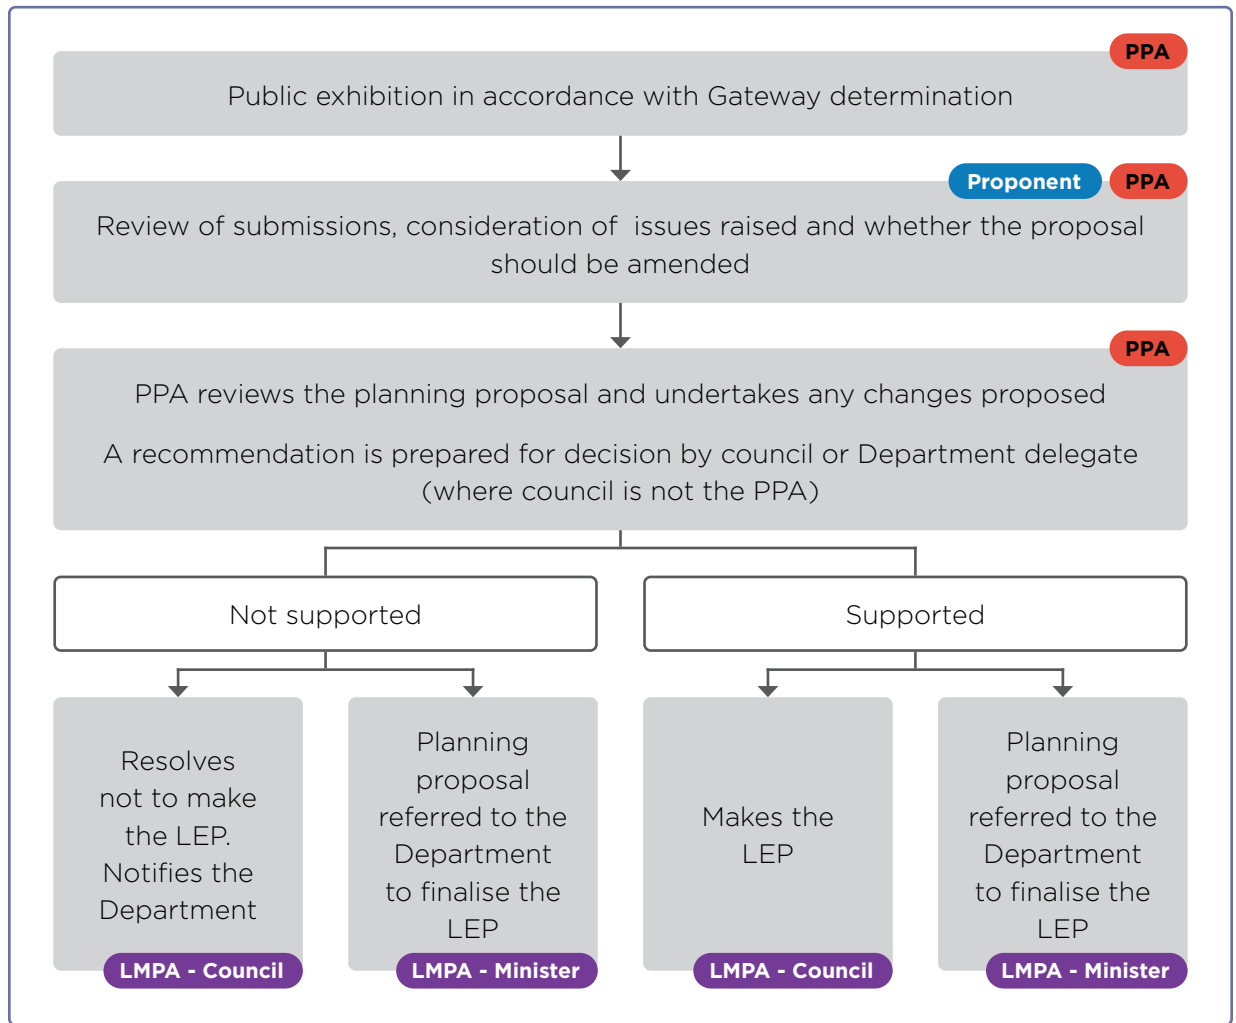 PPA
Public exhibition in accordance with Gateway determination
Proponent
PPA
Review of submissions, consideration of issues raised and whether the proposal
should be amended
PPA
PPA reviews the planning proposal and undertakes any changes proposed
A recommendation is prepared for decision by council or Department delegate
(where council is not the PPA)
Not supported
Supported
Resolves
not to make
the LEP.
Notifies the
Department
LMPA - Council
Planning
proposal
referred to the
Department
to finalise the
LEP
LMPA - Minister
Makes the
LEP
LMPA - Council
Planning
proposal
referred to the
Department
to finalise the
LEP
LMPA - Minister